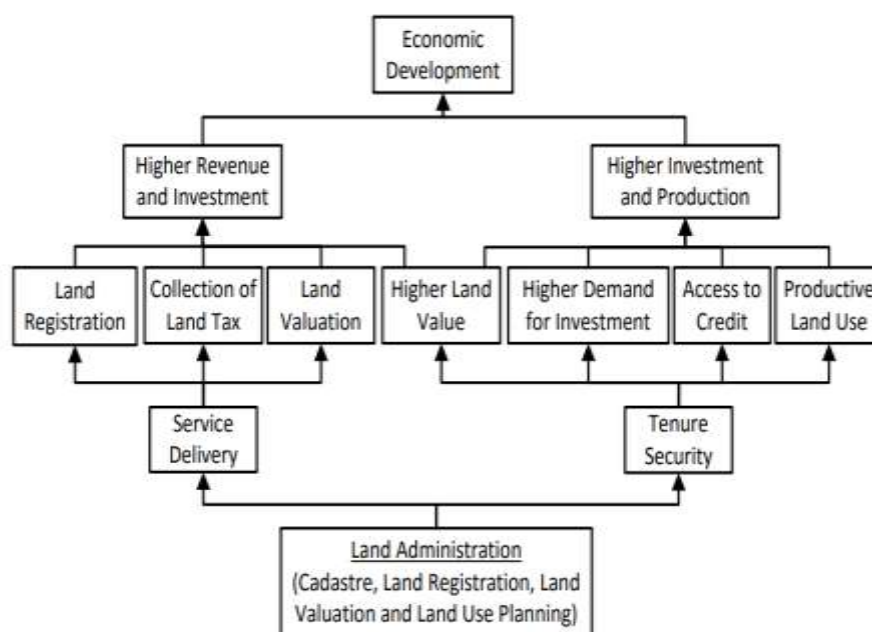 Economic
Development
Higher Revenue
and Investment
Higher Investment
and Production
Land
Registration
Collection of
Land Tax
Land
Valuation
Higher Land
Value
Higher Demand
for Investment
Access to
Credit
Productive
Land Use
Service
Delivery
Tenure
Security
Land Administration
(Cadastre, Land Registration, Land
Valuation and Land Use Planning)